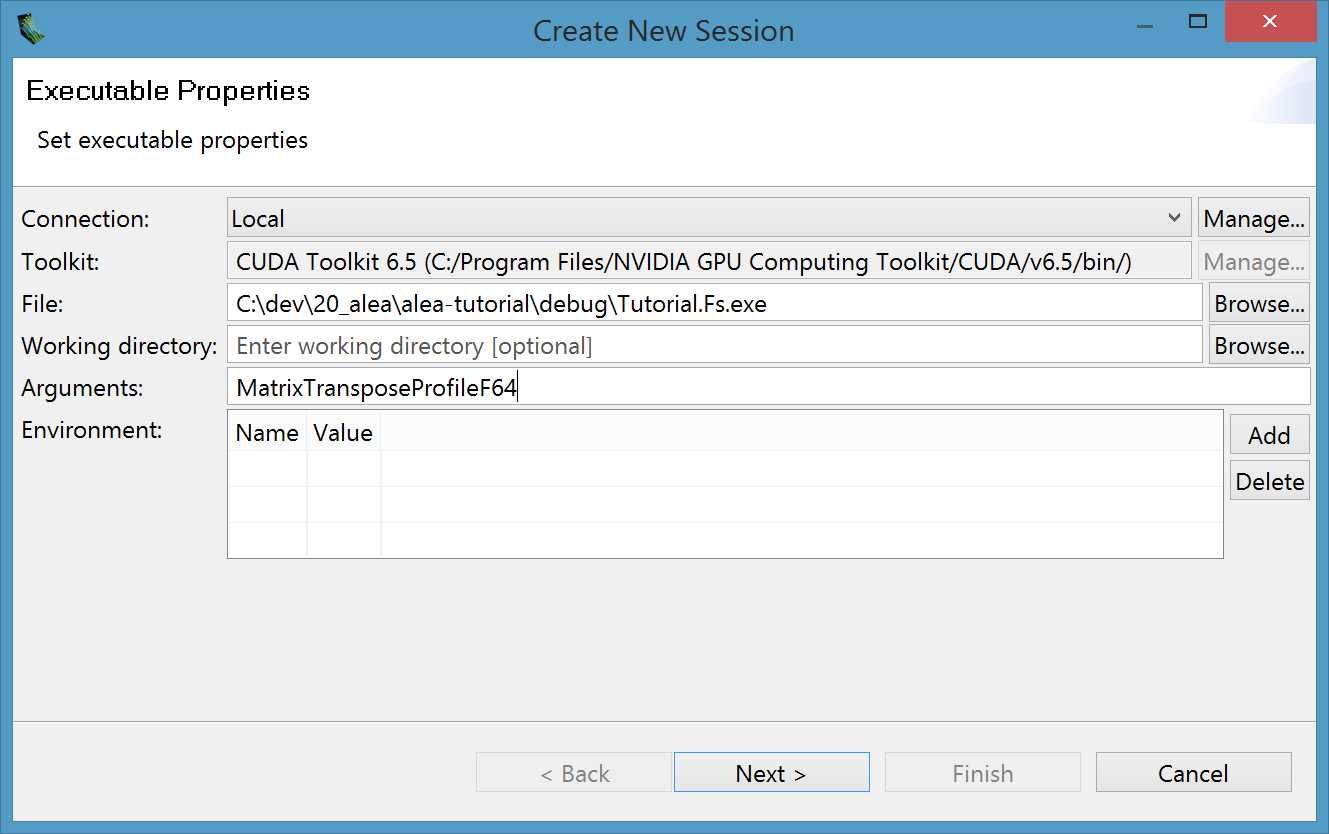 Create New Session
Executable Properties
Set executable properties
Connection: Local Manage...
Toolkit: CUDA Toolkit 6.5 (C:/Program Files/NVIDIA GPU Computing Toolkit/CUDA/v6.5/bin/) Manage...
File: C:\dev\20_alea\alea-tutorial\debug\Tutorial.Fs.exe Browse...
Working directory: Enter working directory [optional] Browse...
Arguments: MatrixTransposeProfileF64
Environment: Name Value Add
Delete
< Back Next > Finish Cancel